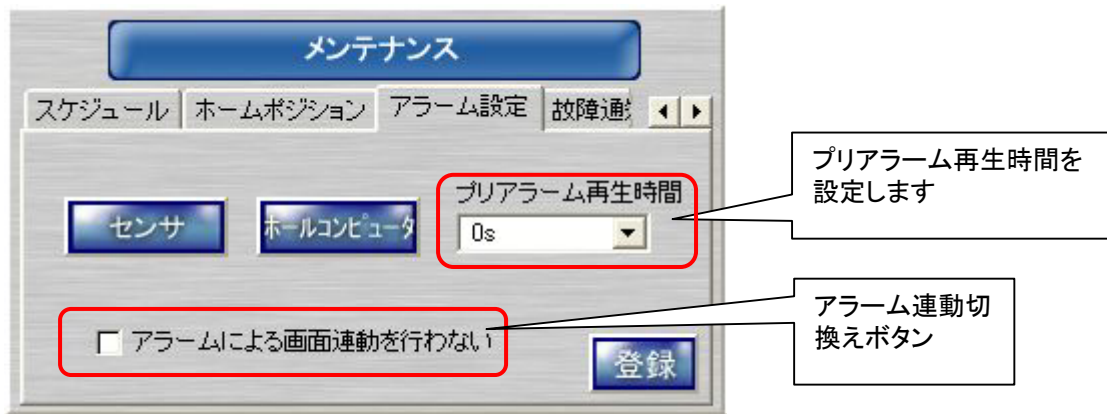 メンテナンス
スケジュール ホームポジション アラーム設定 故障通
プリアラーム再生時間
センサ ホールコンピュータ 0s
アラームによる画面連動を行わない
登録
プリアラーム再生時間を
設定します
アラーム連動切
換えボタン